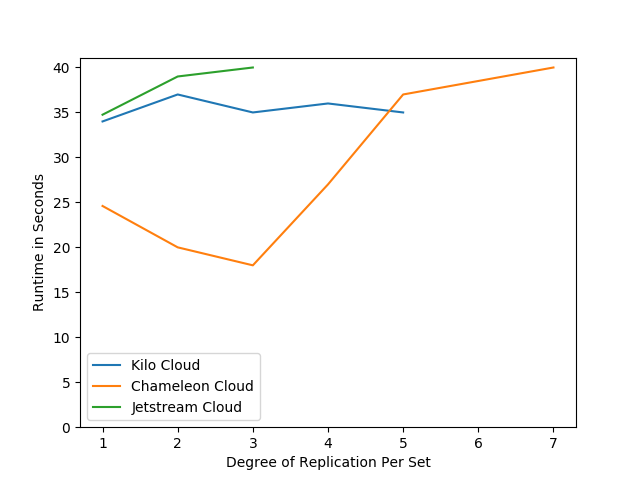 40
35
30
25
20
15
10
5
0
Runtime in Seconds
Kilo Cloud
Chameleon Cloud
Jetstream Cloud
1 2 3 4 5 6 7
Degree of Replication Per Set